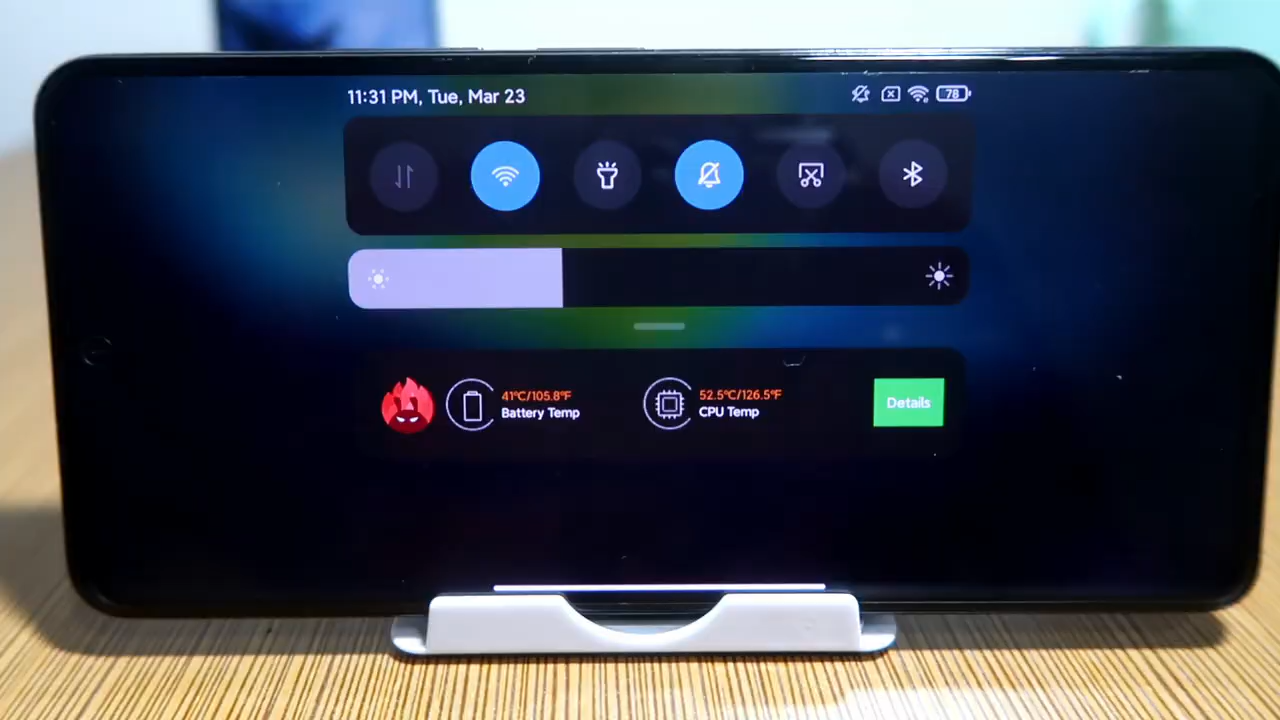 11:31 PM, Tue, Mar 23
78
41°C/105.8°F
Battery Temp
52.5°C/126.5°F
CPU Temp
Details